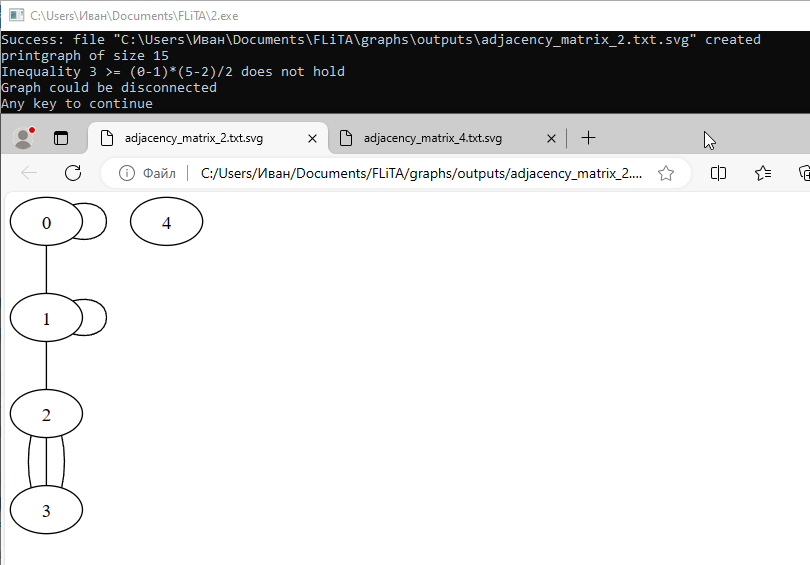 C:\Users\Иван\Documents\FLiTA\2.exe
Success: file "C:\Users\Иван\Documents\FLiTA\graphs\outputs\adjacency_matrix_2.txt.svg" created
printgraph of size 15
Inequality 3 >= (0-1)*(5-2)/2 does not hold
Graph could be disconnected
Any key to continue
adjacency_matrix_2.txt.svg
adjacency_matrix_4.txt.svg
Файл
C:/Users/Иван/Documents/FLiTA/graphs/outputs/adjacency_matrix_2....
0 4
1
2
3